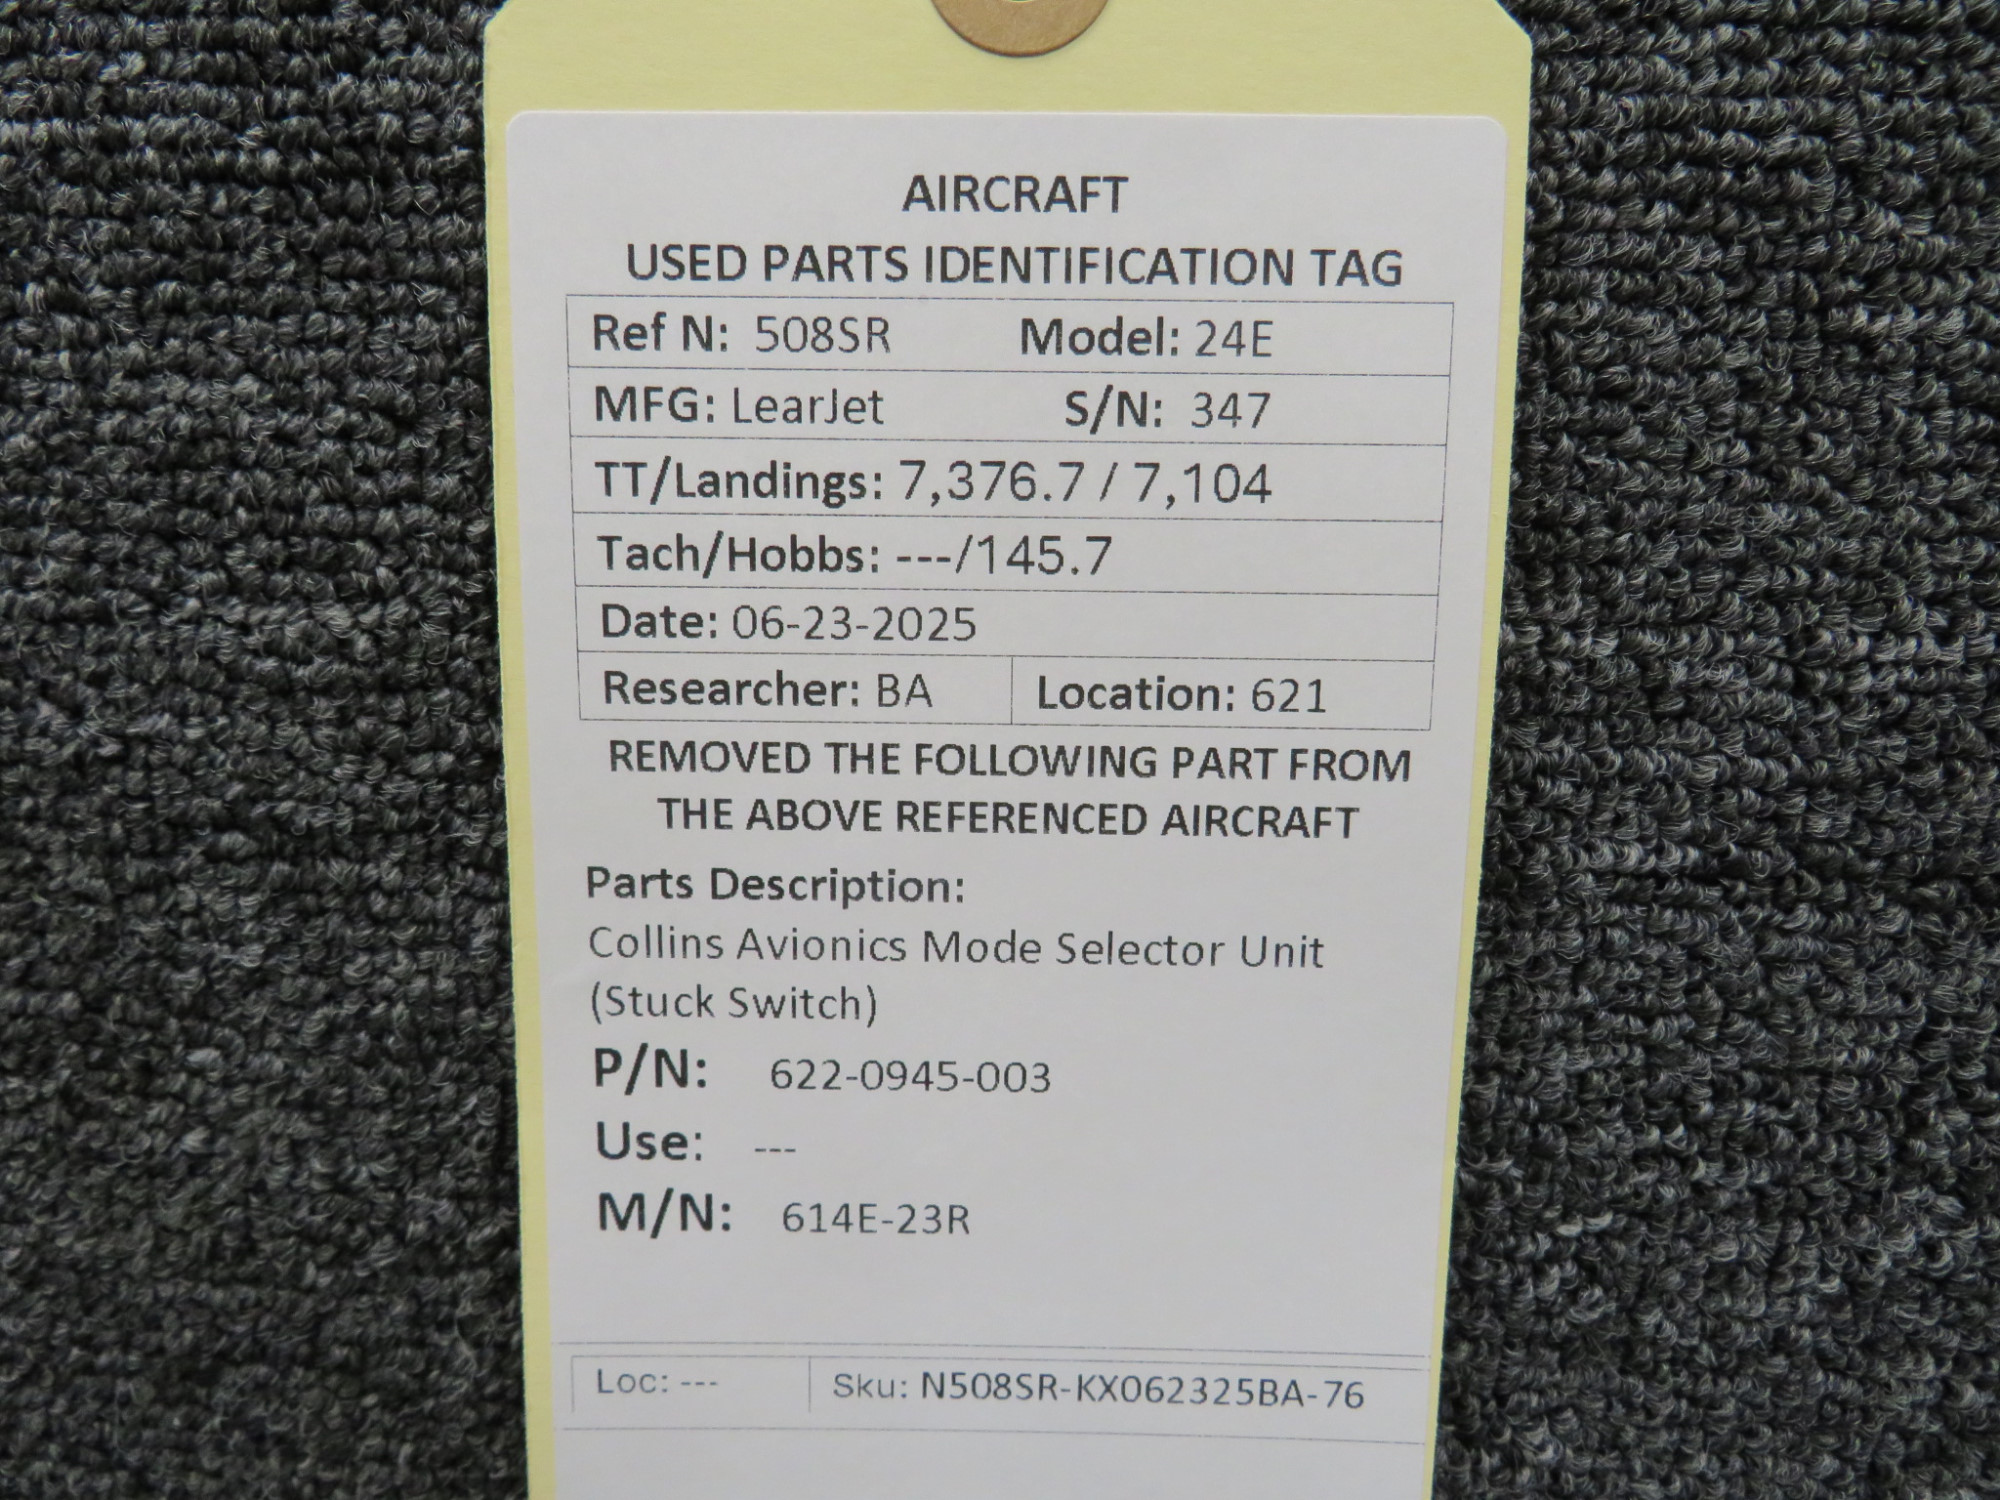 AIRCRAFT
USED PARTS IDENTIFICATION TAG
Ref N: 508SR Model: 24E
MFG: LearJet S/N: 347
TT/Landings: 7,376.7 / 7,104
Tach/Hobbs: ---/145.7
Date: 06-23-2025
Researcher: BA Location: 621
REMOVED THE FOLLOWING PART FROM
THE ABOVE REFERENCED AIRCRAFT
Parts Description:
Collins Avionics Mode Selector Unit
(Stuck Switch)
P/N: 622-0945-003
Use: ---
M/N: 614E-23R
Loc: --- Sku: N508SR-KX062325BA-76